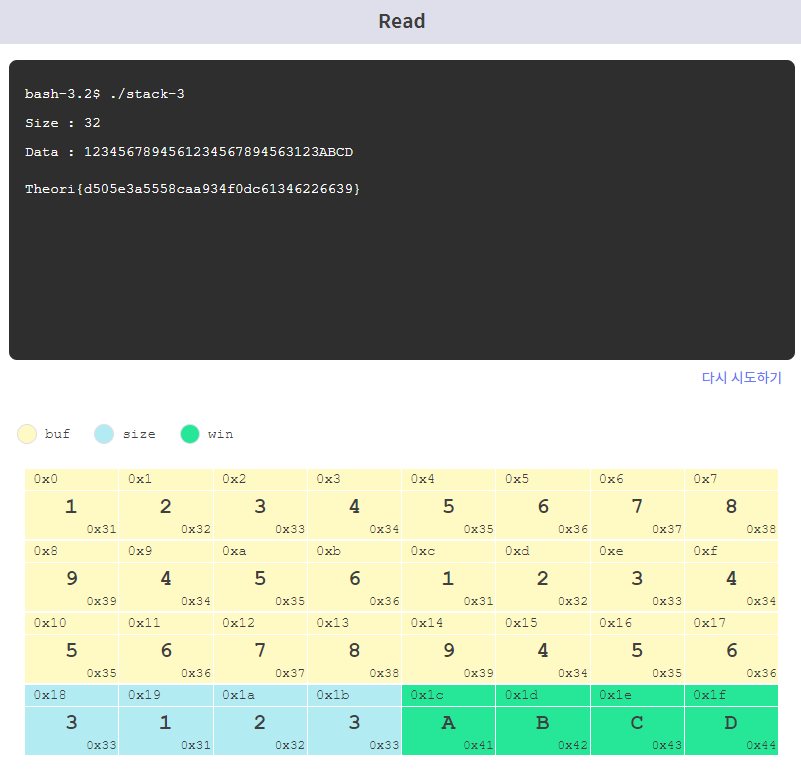 Read
bash-3.2$ ./stack-3
Size : 32
Data : 1234567894561234567894563123ABCD
Theori{d505e3a5558caa934f0dc61346226639}
다시 시도하기
buf size win
0x0 0x1 0x2 0x3 0x4 0x5 0x6 0x7
1 2 3 4 5 6 7 8
0x31 0x32 0x33 0x34 0x35 0x36 0x37 0x38
0x8 0x9 0xa 0xb 0xc 0xd 0xe 0xf
9 4 5 6 1 2 3 4
0x39 0x34 0x35 0x36 0x31 0x32 0x33 0x34
0x10 0x11 0x12 0x13 0x14 0x15 0x16 0x17
5 6 7 8 9 4 5 6
0x35 0x36 0x37 0x38 0x39 0x34 0x35 0x36
0x18 0x19 0x1a 0x1b 0x1c 0x1d 0x1e 0x1f
3 1 2 3 A B C D
0x33 0x31 0x32 0x33 0x41 0x42 0x43 0x44